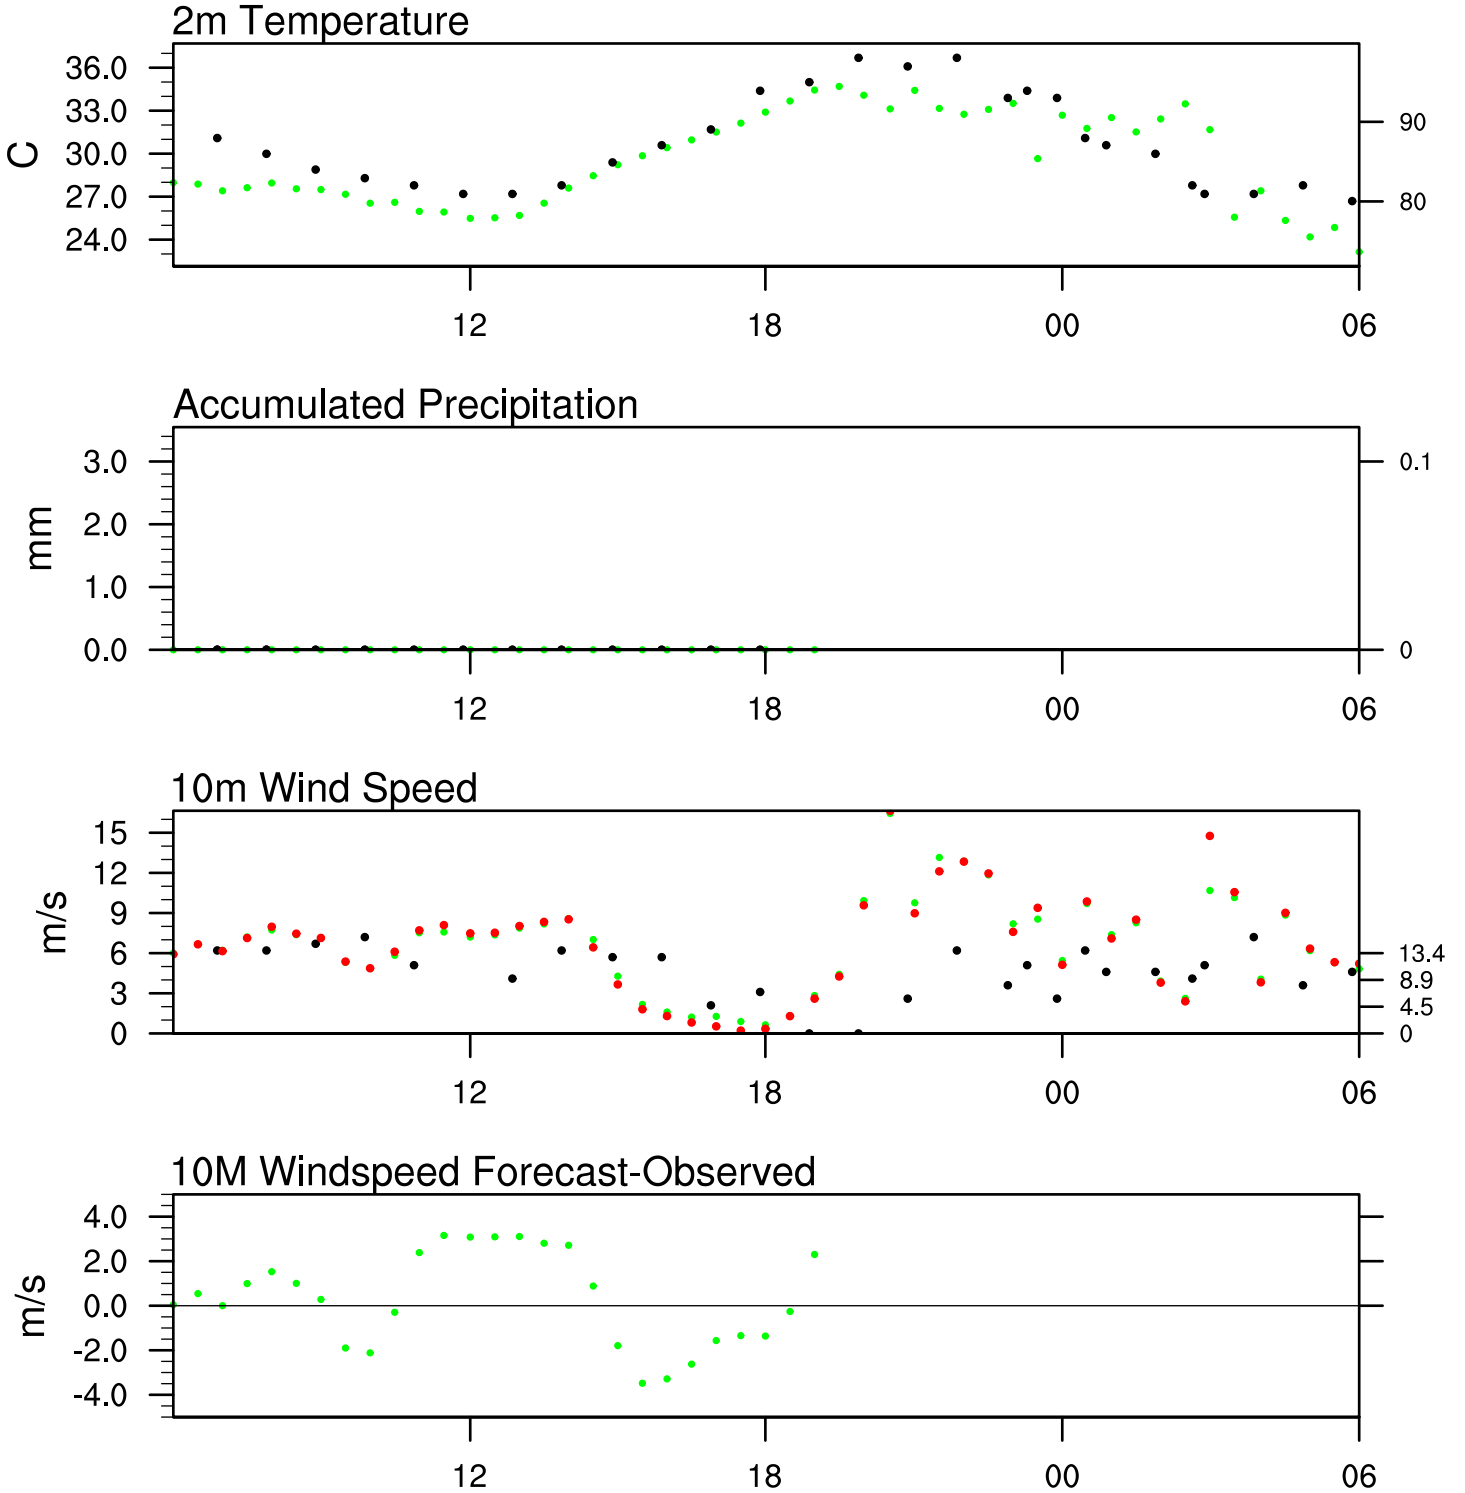 2m Temperature
36.0
33.0
30.0
27.0
24.0
C
90
80
12 18 00 06
Accumulated Precipitation
3.0
2.0
1.0
0.0
mm
0.1
0
12 18 00 06
10m Wind Speed
15
12
9
6
3
0
m/s
13.4
8.9
4.5
0
12 18 00 06
10M Windspeed Forecast-Observed
4.0
2.0
0.0
-2.0
-4.0
m/s
12 18 00 06